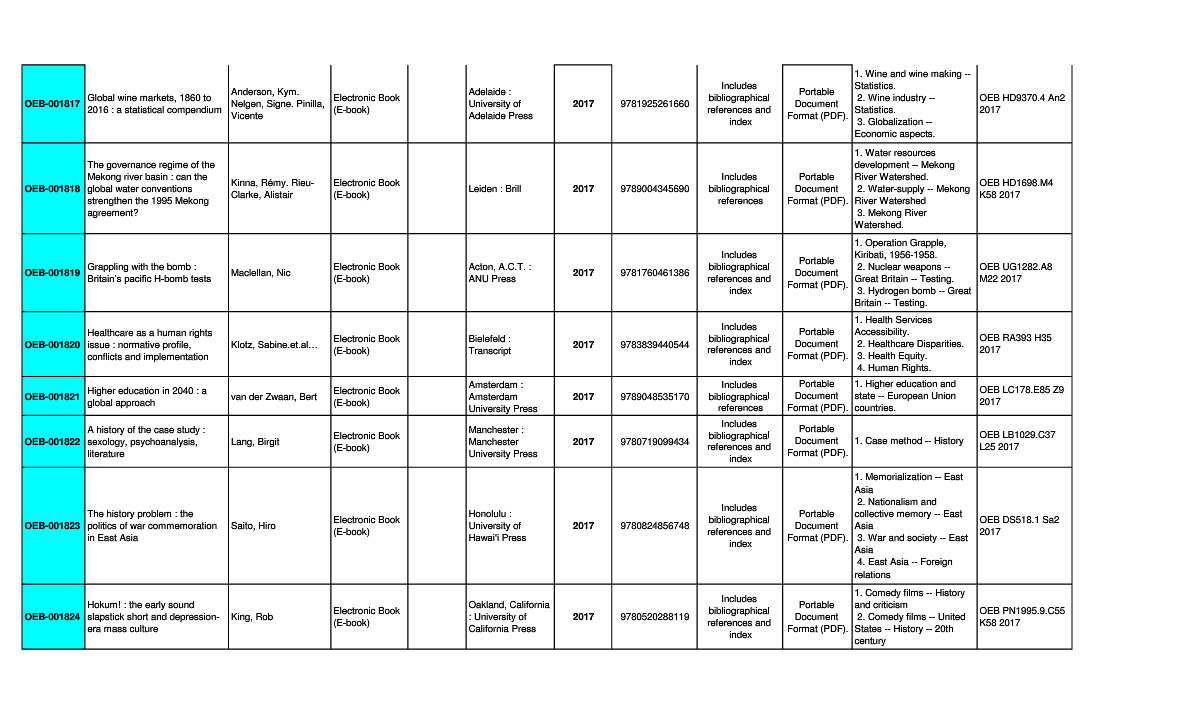 OEB-001817
Global wine markets, 1860 to
2016 : a statistical compendium
Anderson, Kym.
Nelgen, Signe. Pinilla,
Vicente
Electronic Book
(E-book)
Adelaide :
University of
Adelaide Press
2017
9781925261660
Includes
bibliographical
references and
index
Portable
Document
Format (PDF).
1. Wine and wine making --
Statistics.
2. Wine industry --
Statistics.
3. Globalization --
Economic aspects.
OEB HD9370.4 An2
2017
OEB-001818
The governance regime of the
Mekong river basin : can the
global water conventions
strengthen the 1995 Mekong
agreement?
Kinna, Rémy. Rieu-
Clarke, Alistair
Electronic Book
(E-book)
Leiden : Brill
2017
9789004345690
Includes
bibliographical
references
Portable
Document
Format (PDF).
1. Water resources
development -- Mekong
River Watershed.
2. Water-supply -- Mekong
River Watershed
3. Mekong River
Watershed.
OEB HD1698.M4
K58 2017
OEB-001819
Grappling with the bomb :
Britain's pacific H-bomb tests
Maclellan, Nic
Electronic Book
(E-book)
Acton, A.C.T. :
ANU Press
2017
9781760461386
Includes
bibliographical
references and
index
Portable
Document
Format (PDF).
1. Operation Grapple,
Kiribati, 1956-1958.
2. Nuclear weapons --
Great Britain -- Testing.
3. Hydrogen bomb -- Great
Britain -- Testing.
OEB UG1282.A8
M22 2017
OEB-001820
Healthcare as a human rights
issue : normative profile,
conflicts and implementation
Klotz, Sabine.et.al...
Electronic Book
(E-book)
Bielefeld :
Transcript
2017
9783839440544
Includes
bibliographical
references and
index
Portable
Document
Format (PDF).
1. Health Services
Accessibility.
2. Healthcare Disparities.
3. Health Equity.
4. Human Rights.
OEB RA393 H35
2017
OEB-001821
Higher education in 2040 : a
global approach
van der Zwaan, Bert
Electronic Book
(E-book)
Amsterdam :
Amsterdam
University Press
2017
9789048535170
Includes
bibliographical
references
Portable
Document
Format (PDF).
1. Higher education and
state -- European Union
countries.
OEB LC178.E85 Z9
2017
OEB-001822
A history of the case study :
sexology, psychoanalysis,
literature
Lang, Birgit
Electronic Book
(E-book)
Manchester :
Manchester
University Press
2017
9780719099434
Includes
bibliographical
references and
index
Portable
Document
Format (PDF).
1. Case method -- History
OEB LB1029.C37
L25 2017
OEB-001823
The history problem : the
politics of war commemoration
in East Asia
Saito, Hiro
Electronic Book
(E-book)
Honolulu :
University of
Hawai'i Press
2017
9780824856748
Includes
bibliographical
references and
index
Portable
Document
Format (PDF).
1. Memorialization -- East
Asia
2. Nationalism and
collective memory -- East
Asia
3. War and society -- East
Asia
4. East Asia -- Foreign
relations
OEB DS518.1 Sa2
2017
OEB-001824
Hokum! : the early sound
slapstick short and depression-
era mass culture
King, Rob
Electronic Book
(E-book)
Oakland, California
: University of
California Press
2017
9780520288119
Includes
bibliographical
references and
index
Portable
Document
Format (PDF).
1. Comedy films -- History
and criticism
2. Comedy films -- United
States -- History -- 20th
century
OEB PN1995.9.C55
K58 2017